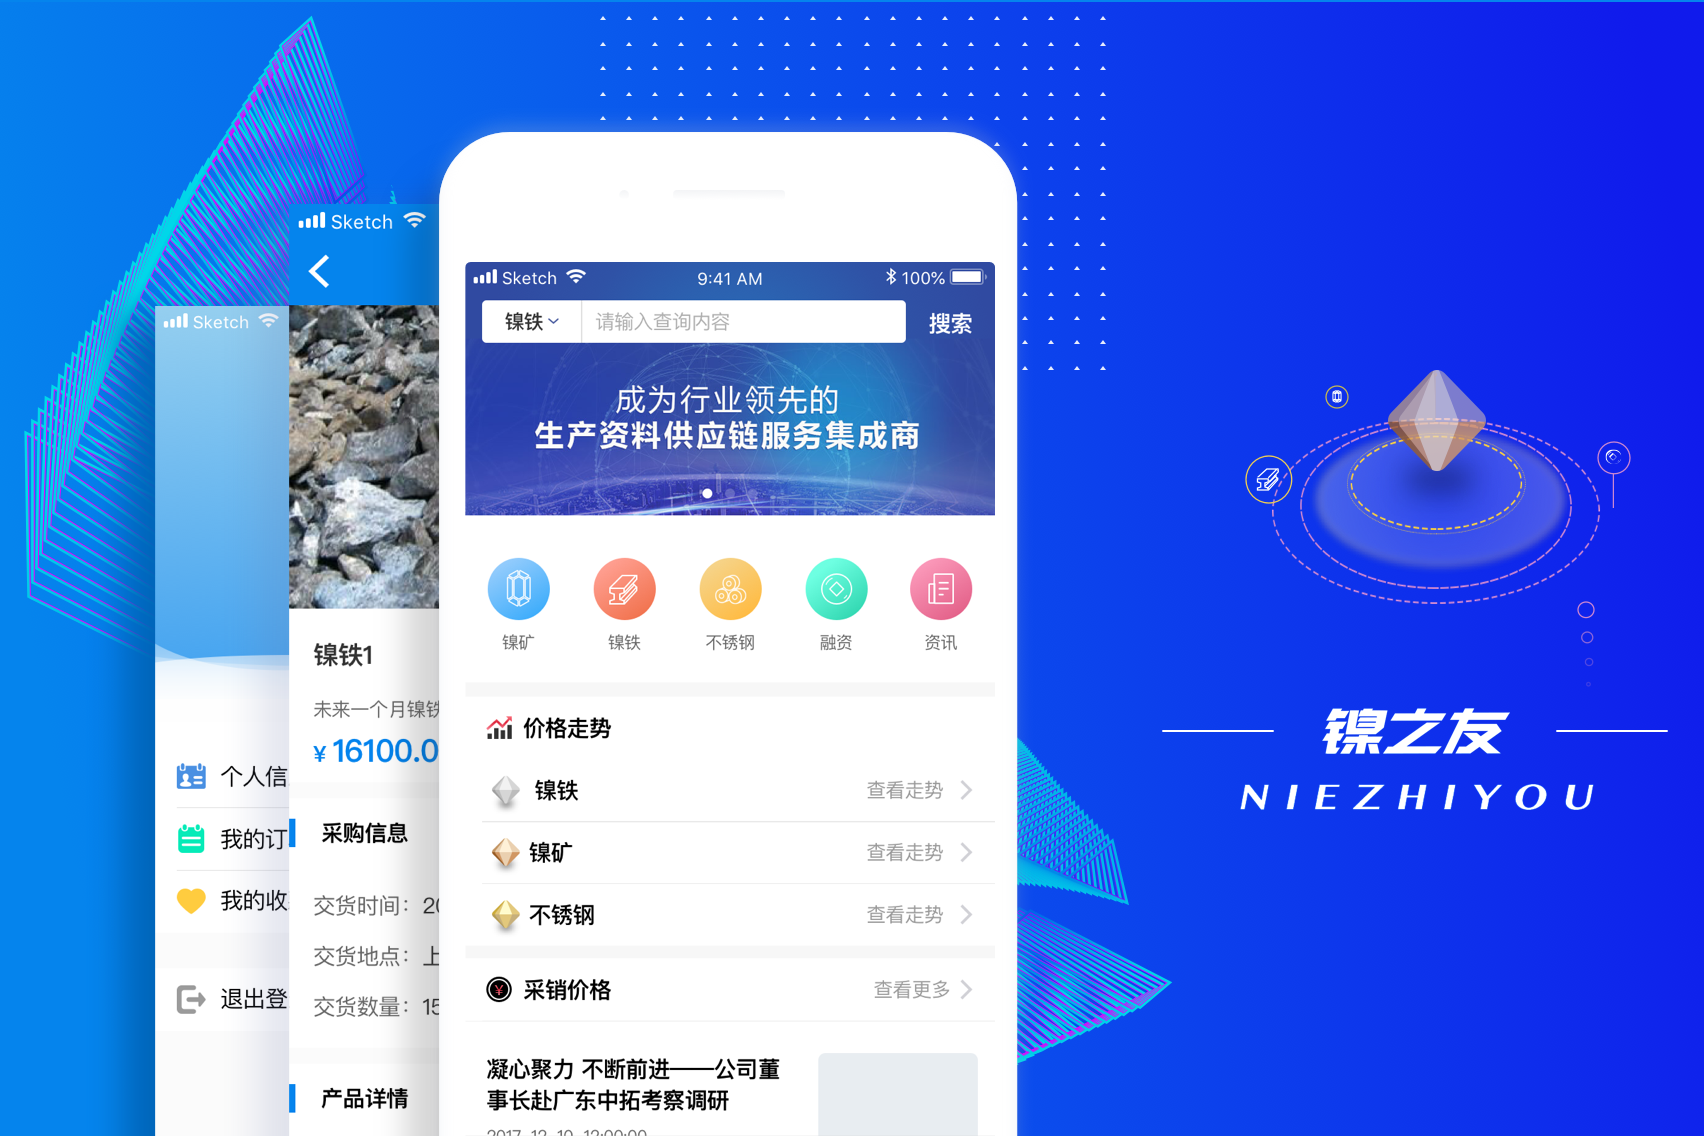 Sketch
个人信
我的订
我的收
退出登
Sketch
镍铁1
未来一个月镍铁
¥ 16100.0
采购信息
交货时间： 20
交货地点： 上
交货数量： 15
产品详情
Sketch 9:41 AM 100%
镍铁 请输入查询内容 搜索
成为行业领先的
生产资料供应链服务集成商
镍矿 镍铁 不锈钢 融资 资讯
价格走势
镍铁 查看走势
镍矿 查看走势
不锈钢 查看走势
¥ 采销价格 查看更多
凝心聚力 不断前进——公司董
事长赴广东中拓考察调研
2017-12-10 12:00:00
镍之友
NIEZHIYOU